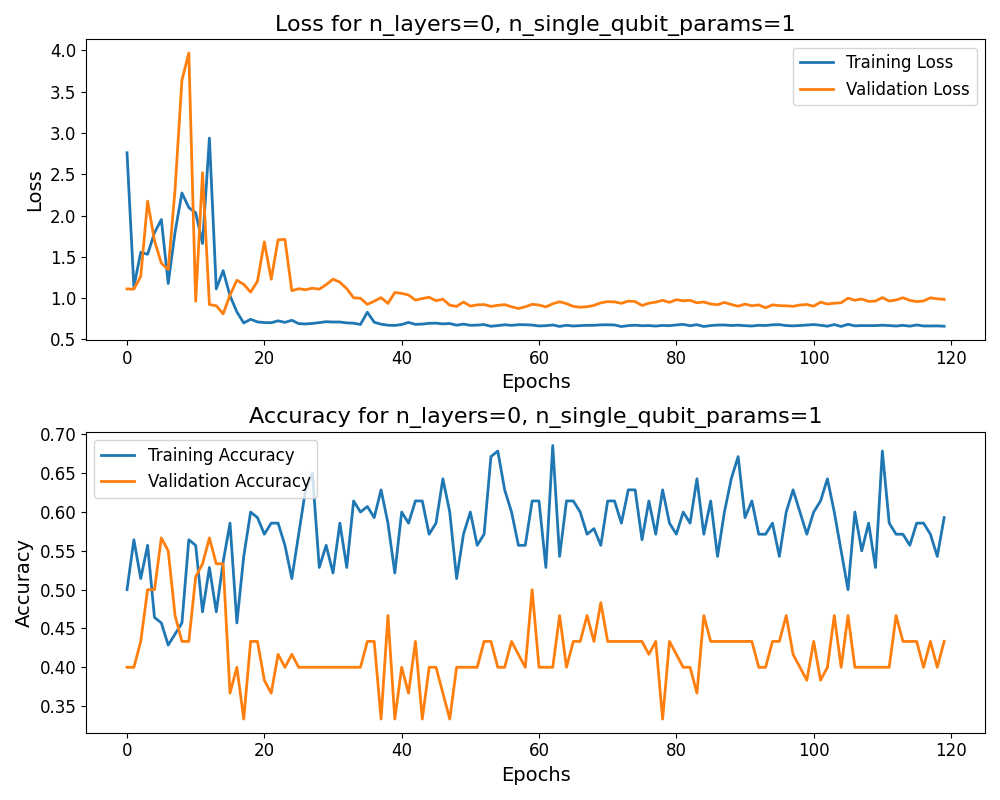 Loss for n_layers=0, n_single_qubit_params=1
4.0
3.5
3.0
2.5
2.0
1.5
1.0
0.5
Loss
Training Loss
Validation Loss
0 20 40 60 80 100 120
Epochs
Accuracy for n_layers=0, n_single_qubit_params=1
0.70
0.65
0.60
0.55
0.50
0.45
0.40
0.35
Accuracy
Training Accuracy
Validation Accuracy
0 20 40 60 80 100 120
Epochs